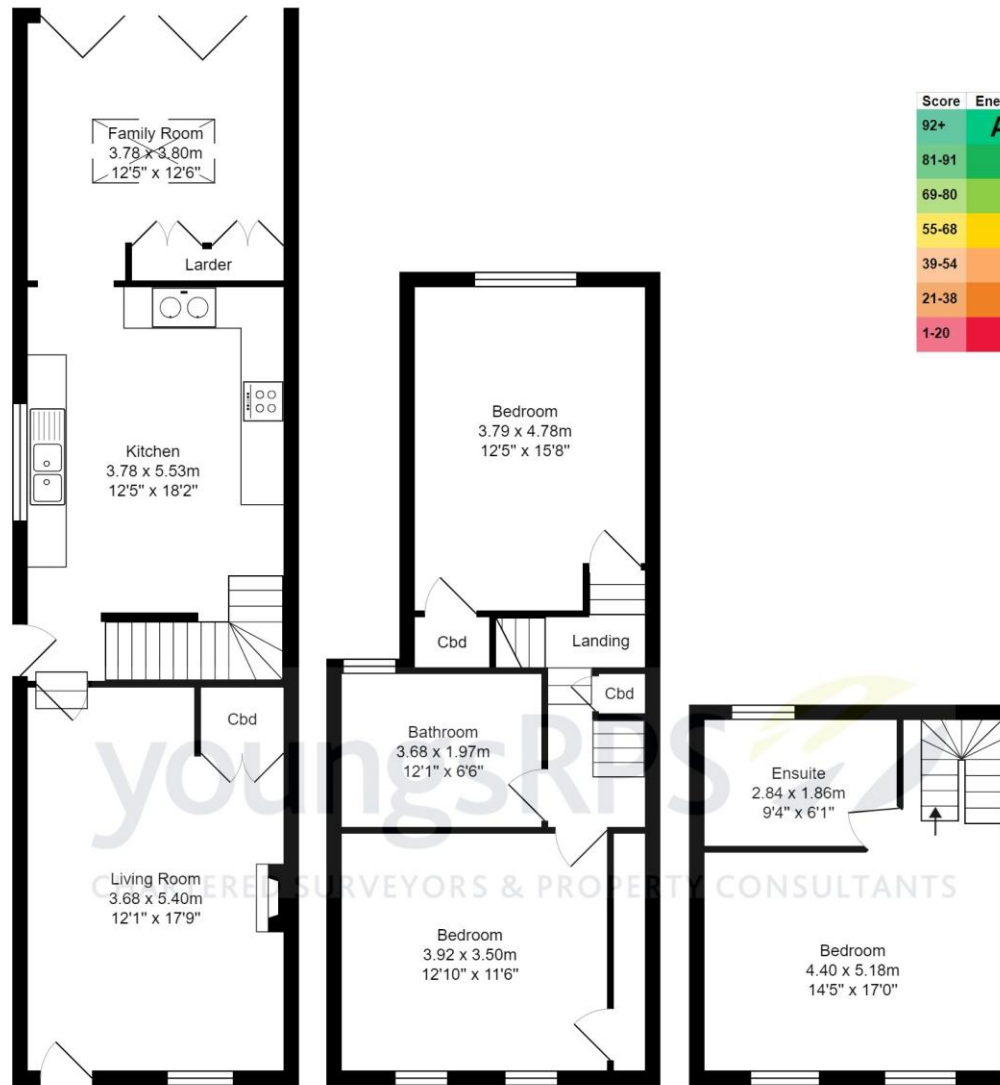 Family Room
3.78 x 3.80m
12'5" x 12'6"
Larder
Kitchen
3.78 x 5.53m
12'5" x 18'2"
Cbd
Living Room
3.68 x 5.40m
12'1" x 17'9"
Bedroom
3.79 x 4.78m
12'5" x 15'8"
Cbd
Landing
Cbd
Bathroom
3.68 x 1.97m
12'1" x 6'6"
Bedroom
3.92 x 3.50m
12'10" x 11'6"
Ensuite
2.84 x 1.86m
9'4" x 6'1"
Bedroom
4.40 x 5.18m
14'5" x 17'0"
youngsRPS
CHARTERED SURVEYORS & PROPERTY CONSULTANTS
Score Ene
92+ A
81-91
69-80
55-68
39-54
21-38
1-20